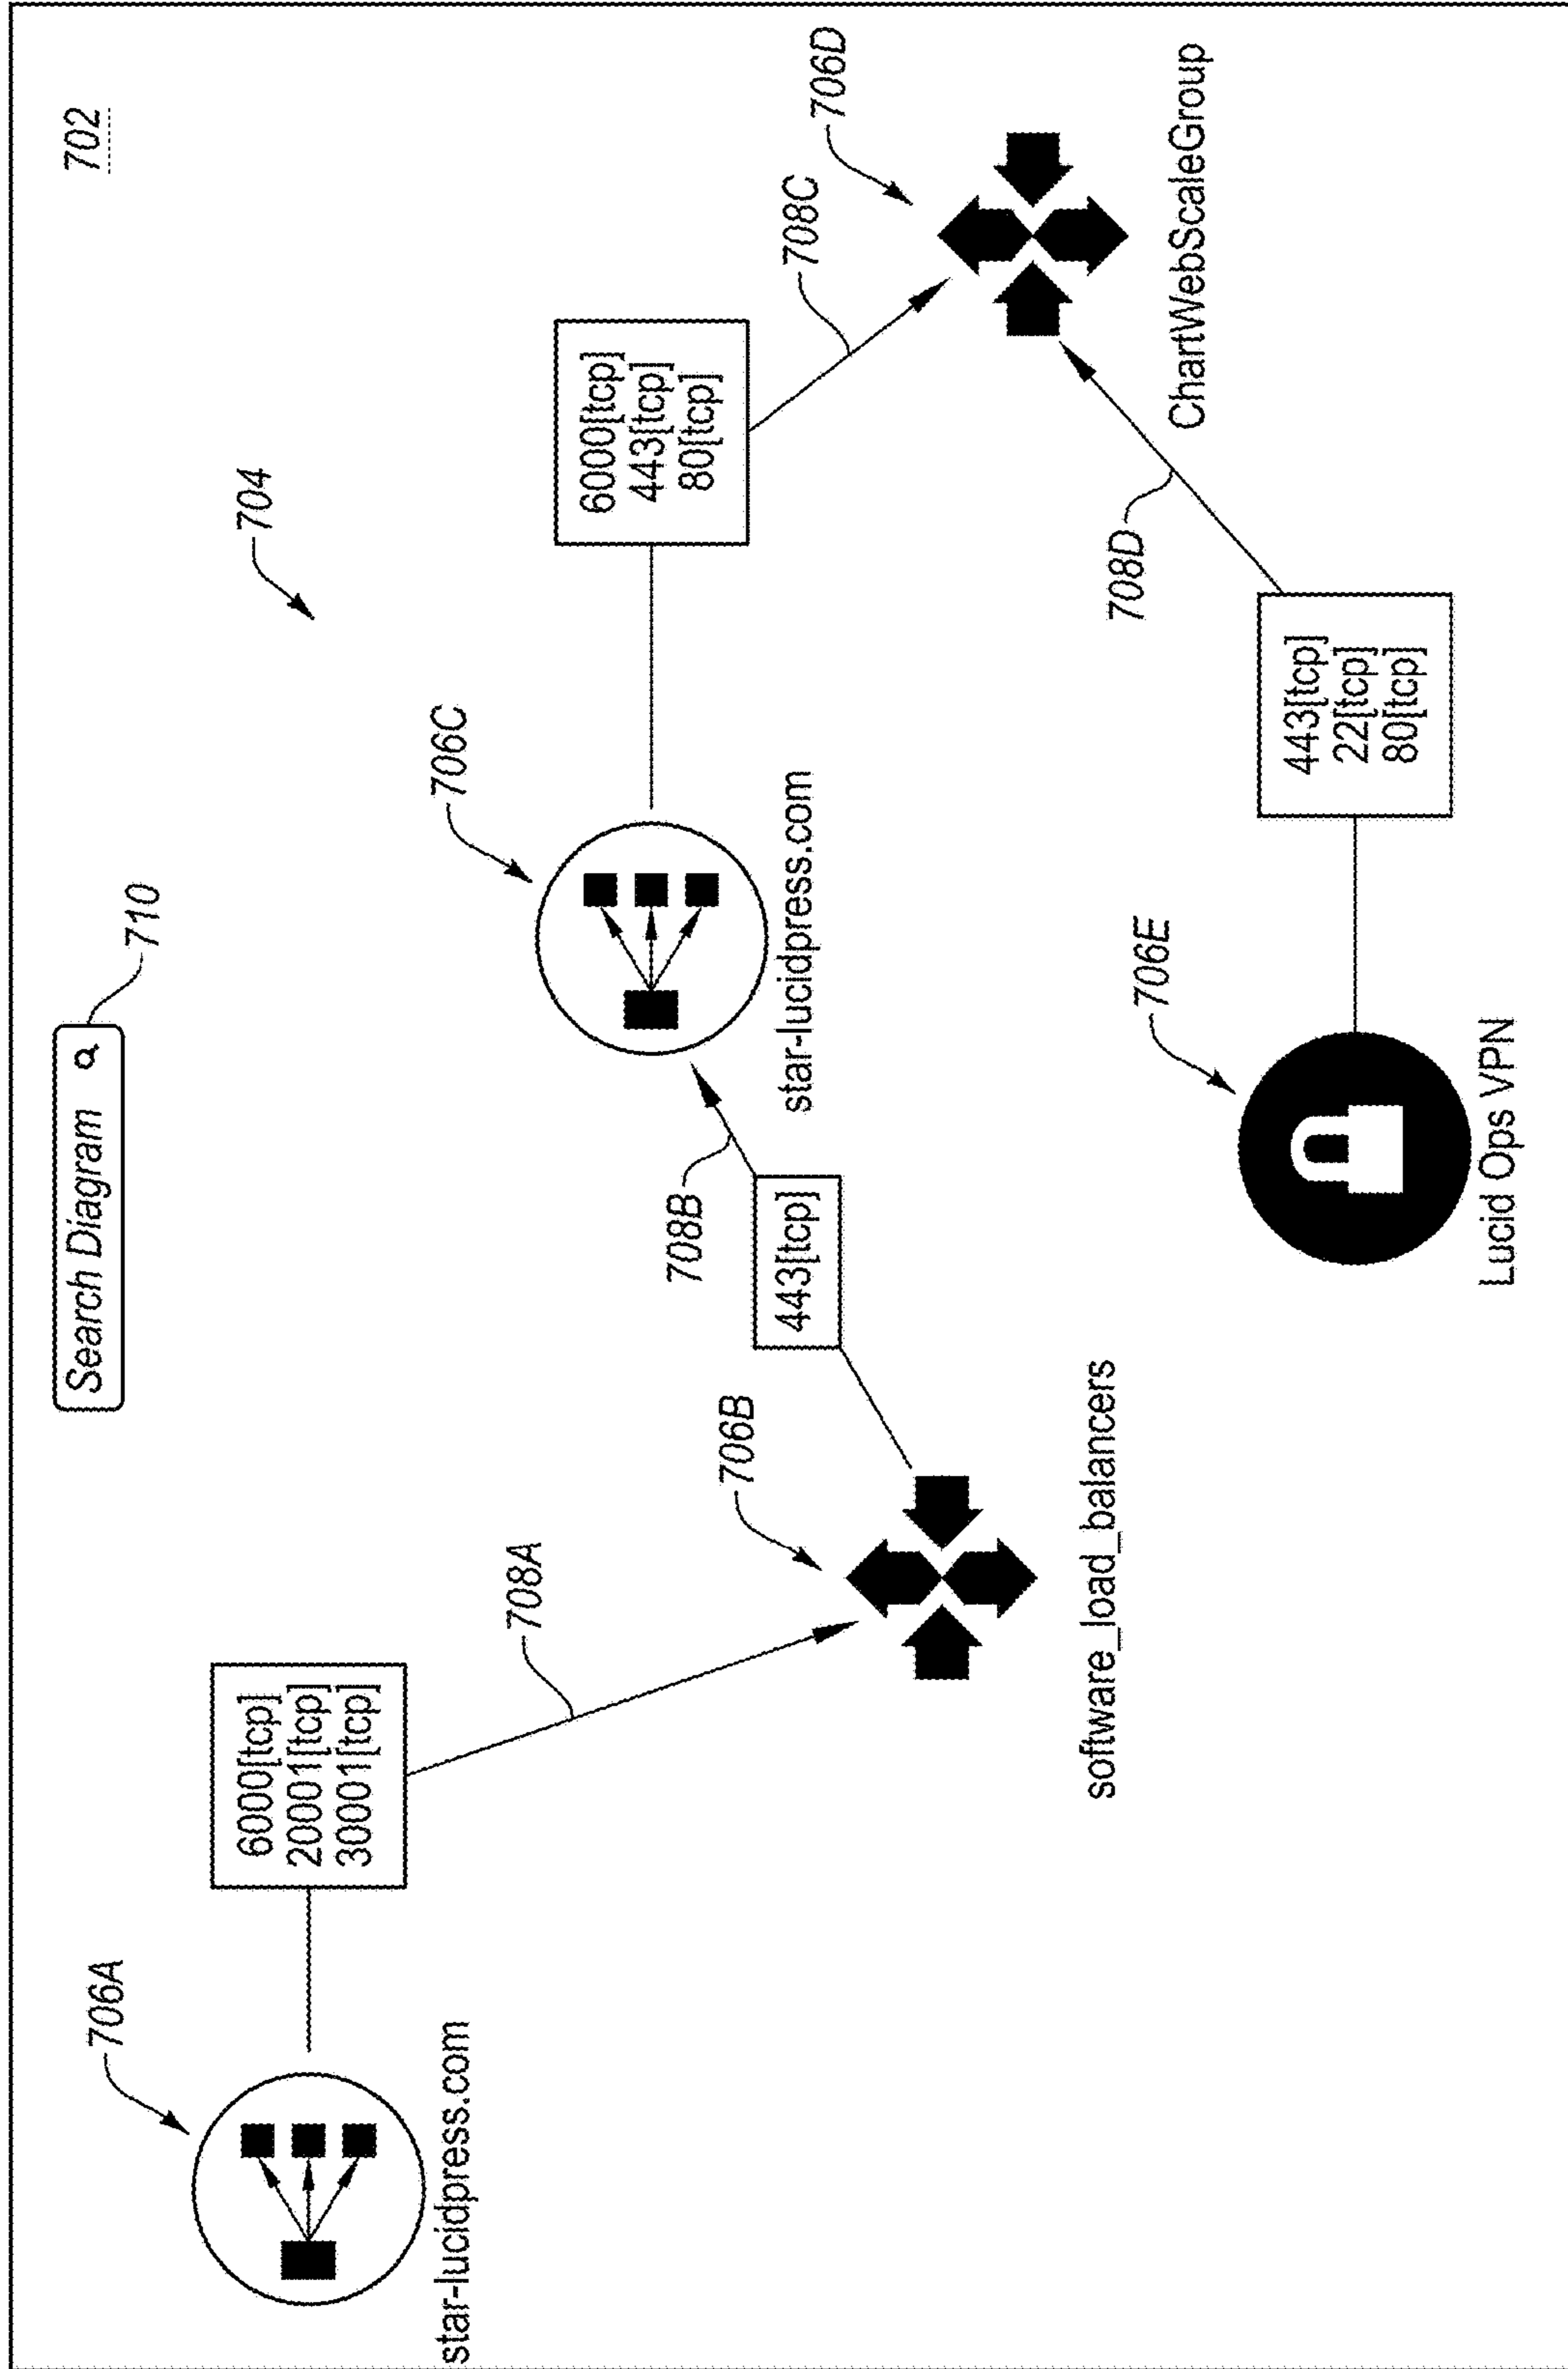 702
Search Diagram
710
704
706A
6000[tcp]
20001[tcp]
30001[tcp]
star-lucidpress.com
708A
706B
software_load_balancers
443[tcp]
708B
706C
star-lucidpress.com
6000[tcp]
443[tcp]
80[tcp]
708C
706D
ChartWebScaleGroup
708D
706E
443[tcp]
22[tcp]
80[tcp]
Lucid Ops VPN